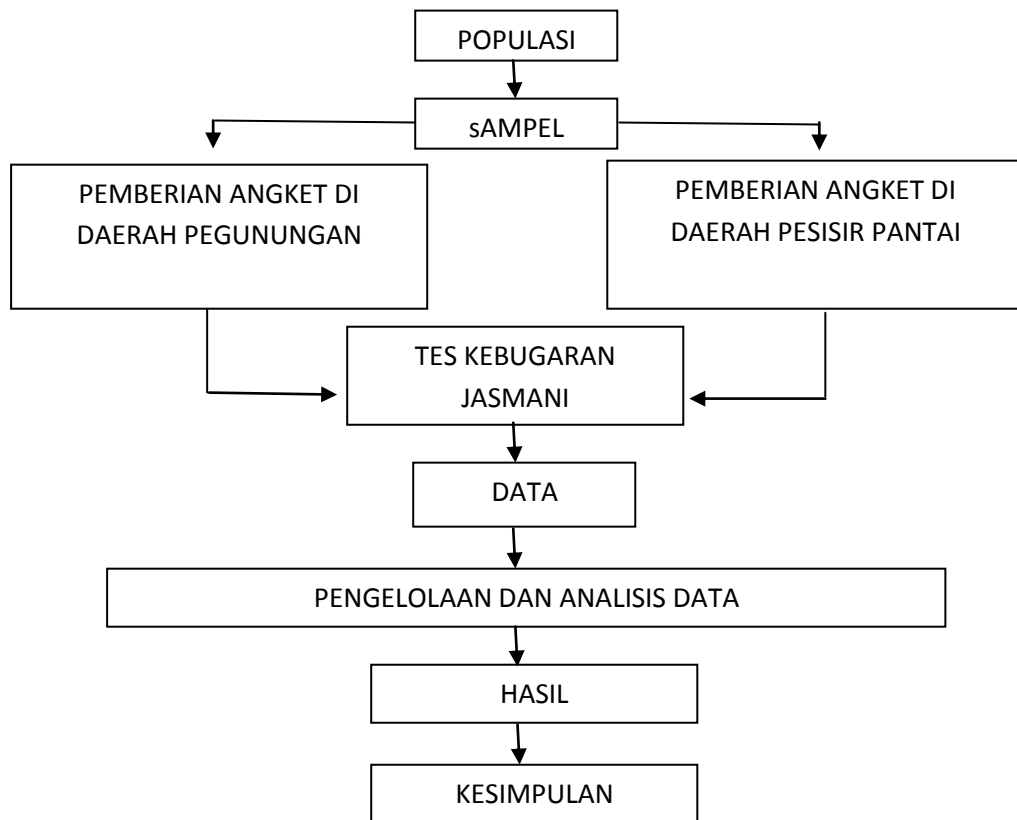 POPULASI
sAMPEL
PEMBERIAN ANGKET DI
DAERAH PEGUNUNGAN
PEMBERIAN ANGKET DI
DAERAH PESISIR PANTAI
TES KEBUGARAN
JASMANI
DATA
PENGELOLAAN DAN ANALISIS DATA
HASIL
KESIMPULAN